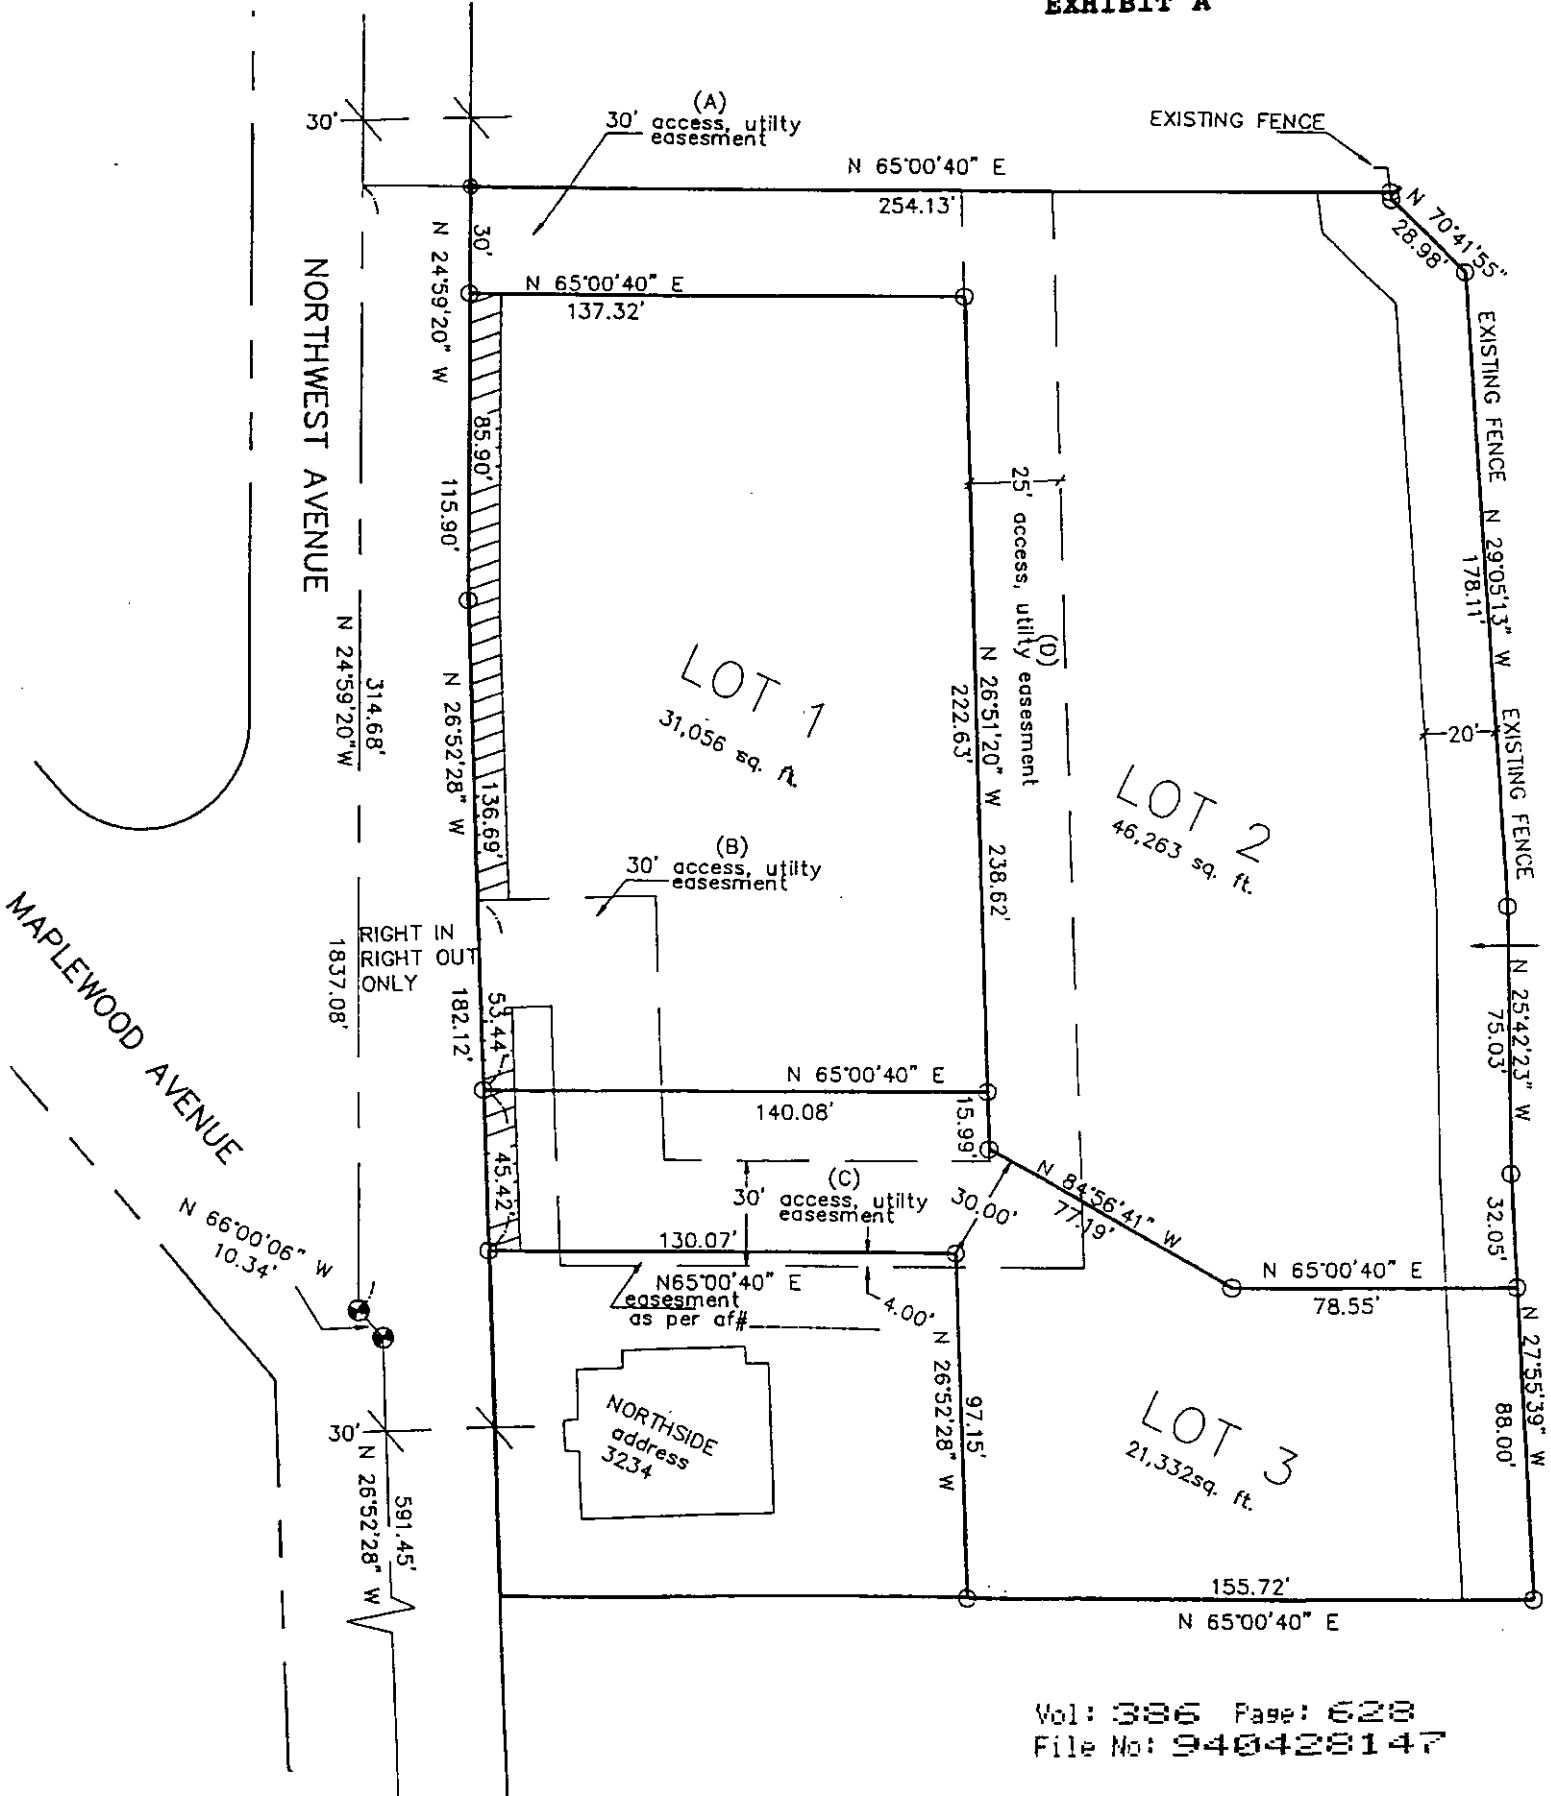 EXHIBIT A
(A)
30' access, utilty
easesment
EXISTING FENCE
30'
N 65°00'40" E
254.13'
N 70°41'55"
28.98'
30'
N 24°59'20" W
N 65°00'40" E
137.32'
NORTHWEST AVENUE
85.90'
115.90'
25' access, utilty easesment
(D)
EXISTING FENCE N 29°05'13" W EXISTING FENCE
178.11'
20'
N 26°51'20" W 238.62'
222.63'
LOT 1
31,056 sq. ft.
LOT 2
46,263 sq. ft.
314.68'
N 24°59'20"W
N 26°52'28" W
136.69'
(B)
30' access, utilty
easesment
RIGHT IN
RIGHT OUT
ONLY
1837.08'
182.12'
53.44'
MAPLEWOOD AVENUE
N 25°42'23" W
75.03'
N 65°00'40" E
140.08'
15.99'
45.42'
(C)
30' access, utilty
easesment
30.00'
N 84°56'41" W
77.19'
32.05'
N 66°00'06" W
10.34'
130.07'
N65°00'40" E
easesment
as per af#
4.00'
N 65°00'40" E
78.55'
N 27°55'39" W
88.00'
30'
NORTHSIDE
address
3234
N 26°52'28" W
97.15'
LOT 3
21,332sq. ft.
591.45'
N 26°52'28" W
155.72'
N 65°00'40" E
Vol: 386 Page: 628
File No: 940428147